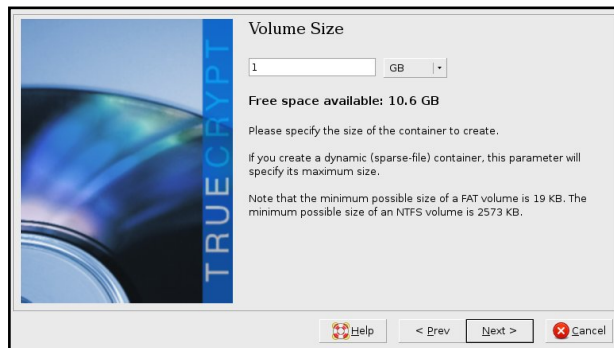 TRUECRYPT
Volume Size
1 GB
Free space available: 10.6 GB
Please specify the size of the container to create.
If you create a dynamic (sparse-file) container, this parameter will
specify its maximum size.
Note that the minimum possible size of a FAT volume is 19 KB. The
minimum possible size of an NTFS volume is 2573 KB.
Help < Prev Next > Cancel